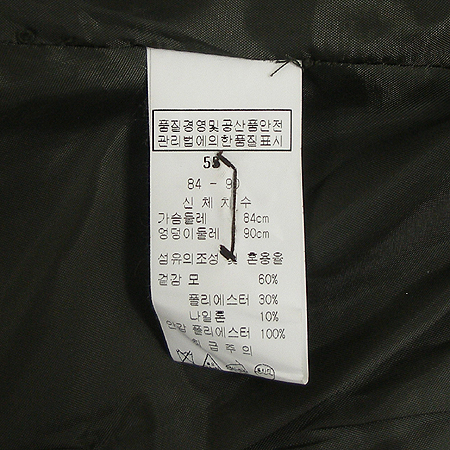 품질경영및공산품안전
관리법에의한품질표시
55
84 - 90
신 체 치 수
가슴둘레 84cm
엉덩이둘레 90cm
섬유의조성 및 혼용율
겉감 모 60%
폴리에스터 30%
나일론 10%
안감 폴리에스터 100%
취급주의